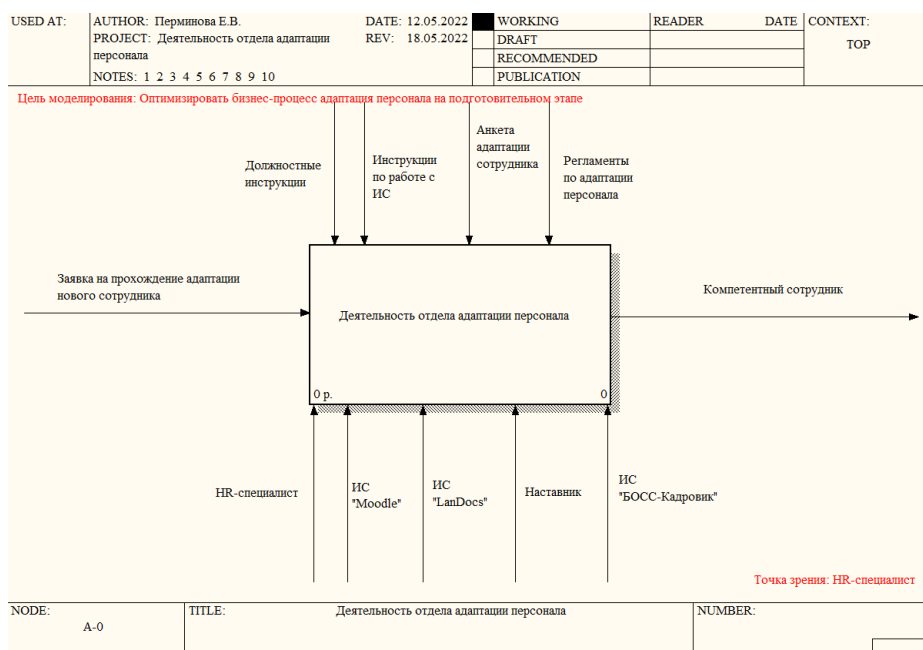 USED AT:
AUTHOR: Перминова Е.В.
DATE: 12.05.2022
WORKING
READER
DATE
CONTEXT:
PROJECT: Деятельность отдела адаптации
REV: 18.05.2022
DRAFT
TOP
персонала
RECOMMENDED
NOTES: 1 2 3 4 5 6 7 8 9 10
PUBLICATION
Цель моделирования: Оптимизировать бизнес-процесс адаптация персонала на подготовительном этапе
Должностные
инструкции
Инструкции
по работе с
ИС
Анкета
адаптации
сотрудника
Регламенты
по адаптации
персонала
Заявка на прохождение адаптации
нового сотрудника
Деятельность отдела адаптации персонала
0 р.
0
Компетентный сотрудник
HR-специалист
ИС
"Moodle"
ИС
"LanDocs"
Наставник
ИС
"БОСС-Кадровик"
Точка зрения: HR-специалист
NODE:
A-0
TITLE:
Деятельность отдела адаптации персонала
NUMBER: